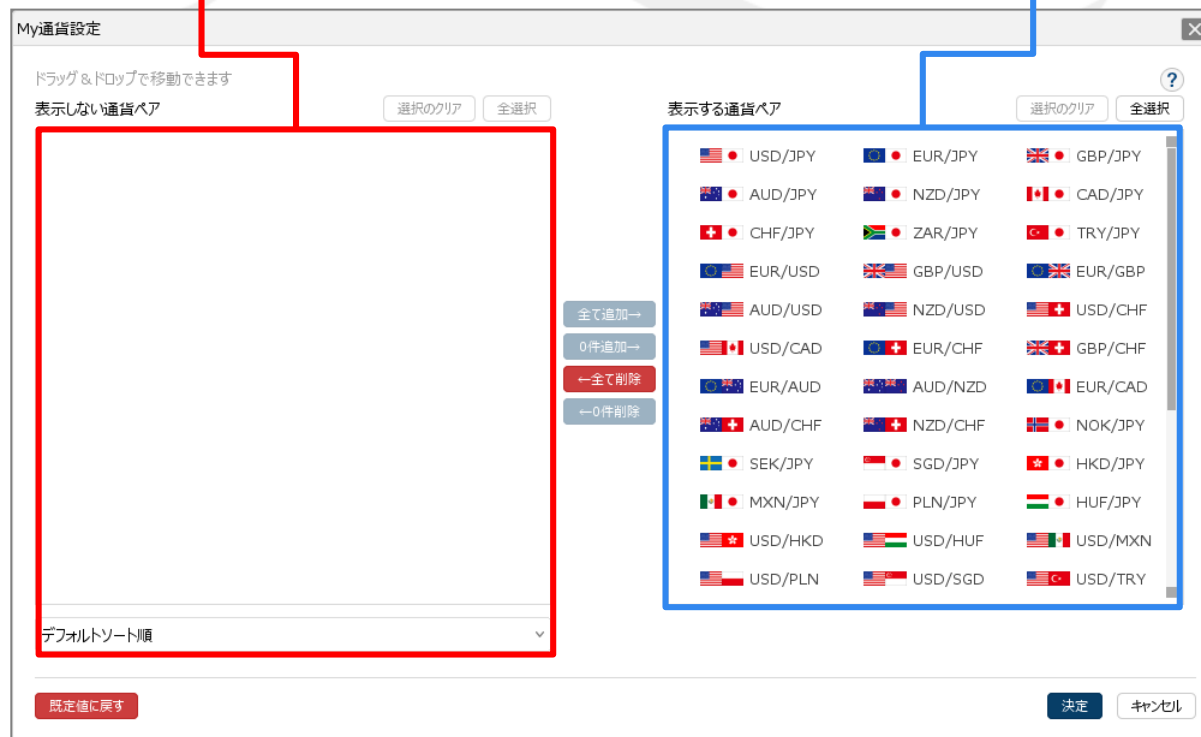 My通貨設定
ドラッグ&ドロップで移動できます
?
表示しない通貨ペア 選択のクリア 全選択
表示する通貨ペア 選択のクリア 全選択
USD/JPY EUR/JPY GBP/JPY
AUD/JPY NZD/JPY CAD/JPY
CHF/JPY ZAR/JPY TRY/JPY
EUR/USD GBP/USD EUR/GBP
AUD/USD NZD/USD USD/CHF
USD/CAD EUR/CHF GBP/CHF
EUR/AUD AUD/NZD EUR/CAD
AUD/CHF NZD/CHF NOK/JPY
SEK/JPY SGD/JPY HKD/JPY
MXN/JPY PLN/JPY HUF/JPY
USD/HKD USD/HUF USD/MXN
USD/PLN USD/SGD USD/TRY
全て追加→
0件追加→
←全て削除
←0件削除
デフォルトソート順
既定値に戻す 決定 キャンセル